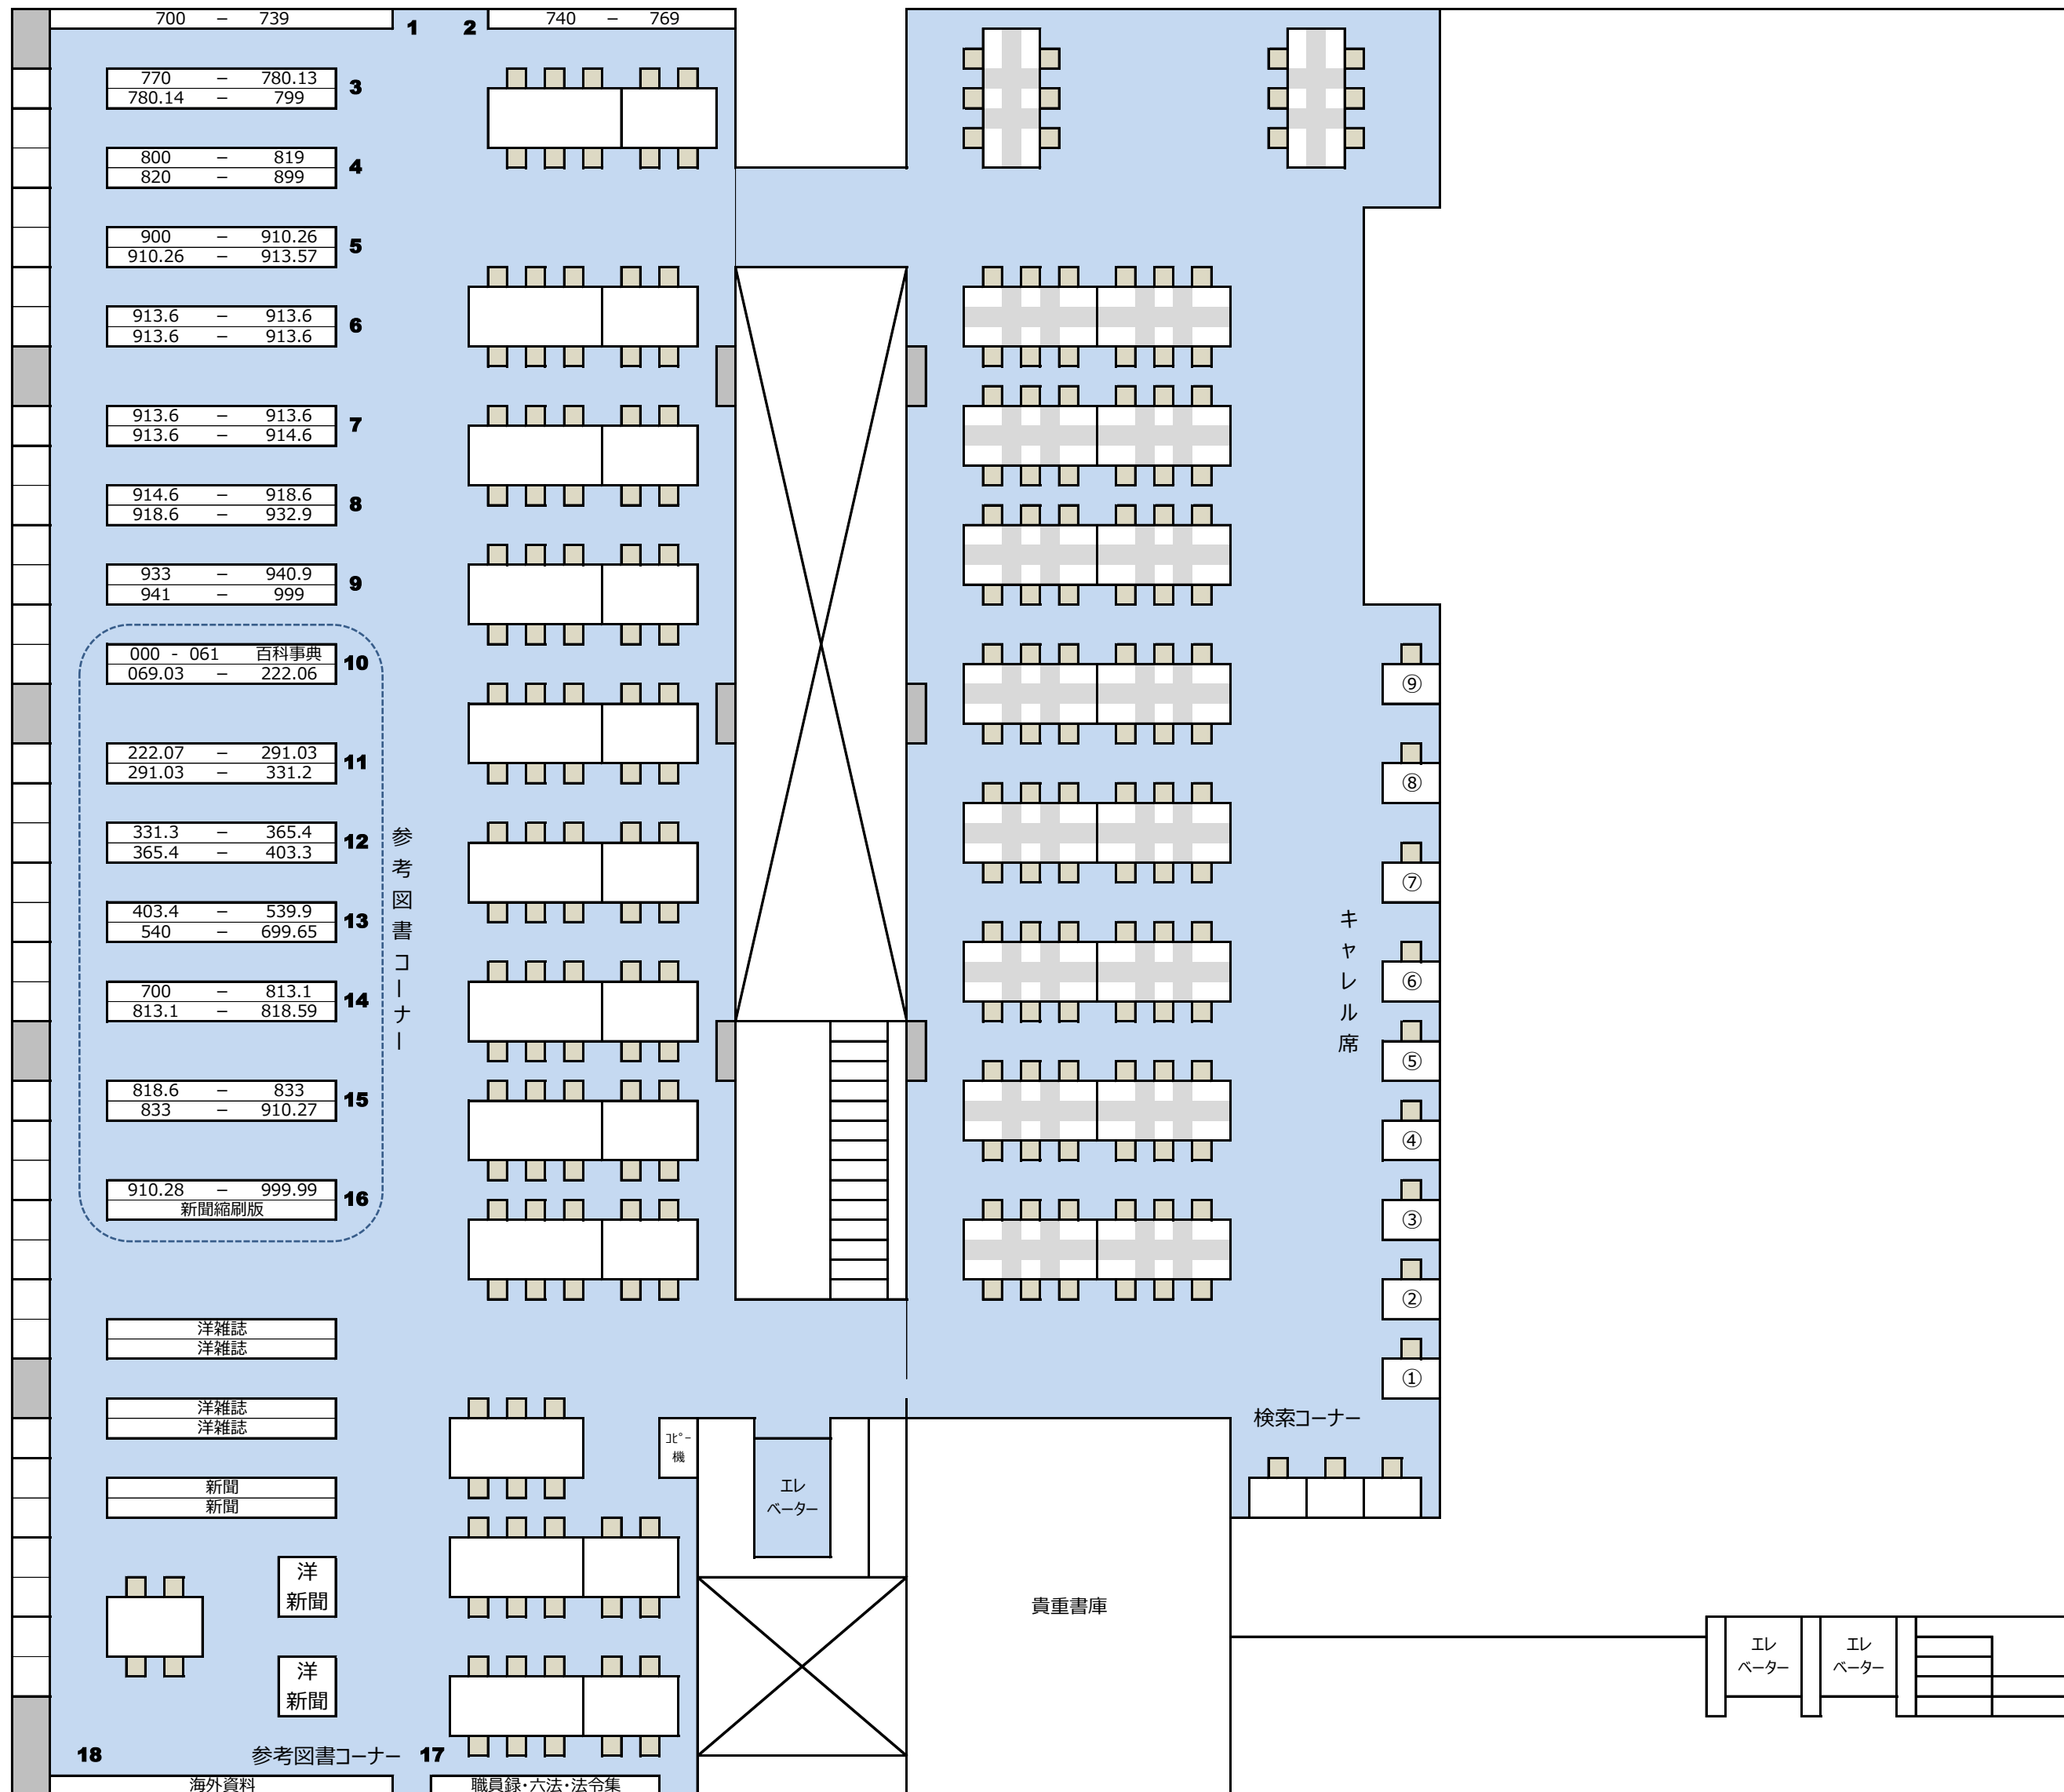 700 － 739
1
2
740 － 769
770 － 780.13
780.14 － 799
3
800 － 819
820 － 899
4
900 － 910.26
910.26 － 913.57
5
913.6 － 913.6
913.6 － 913.6
6
913.6 － 913.6
913.6 － 914.6
7
914.6 － 918.6
918.6 － 932.9
8
933 － 940.9
941 － 999
9
000 - 061 百科事典
069.03 － 222.06
10
222.07 － 291.03
291.03 － 331.2
11
331.3 － 365.4
365.4 － 403.3
12
403.4 － 539.9
540 － 699.65
13
700 － 813.1
813.1 － 818.59
14
818.6 － 833
833 － 910.27
15
910.28 － 999.99
新聞縮刷版
16
参考図書コーナー
洋雑誌
洋雑誌
洋雑誌
洋雑誌
新聞
新聞
洋
新聞
洋
新聞
18
参考図書コーナー
17
海外資料
職員録・六法・法令集
ｺﾋﾟｰ
機
エレ
ベーター
貴重書庫
キャレル席
⑨
⑧
⑦
⑥
⑤
④
③
②
①
検索コーナー
エレ
ベーター
エレ
ベーター